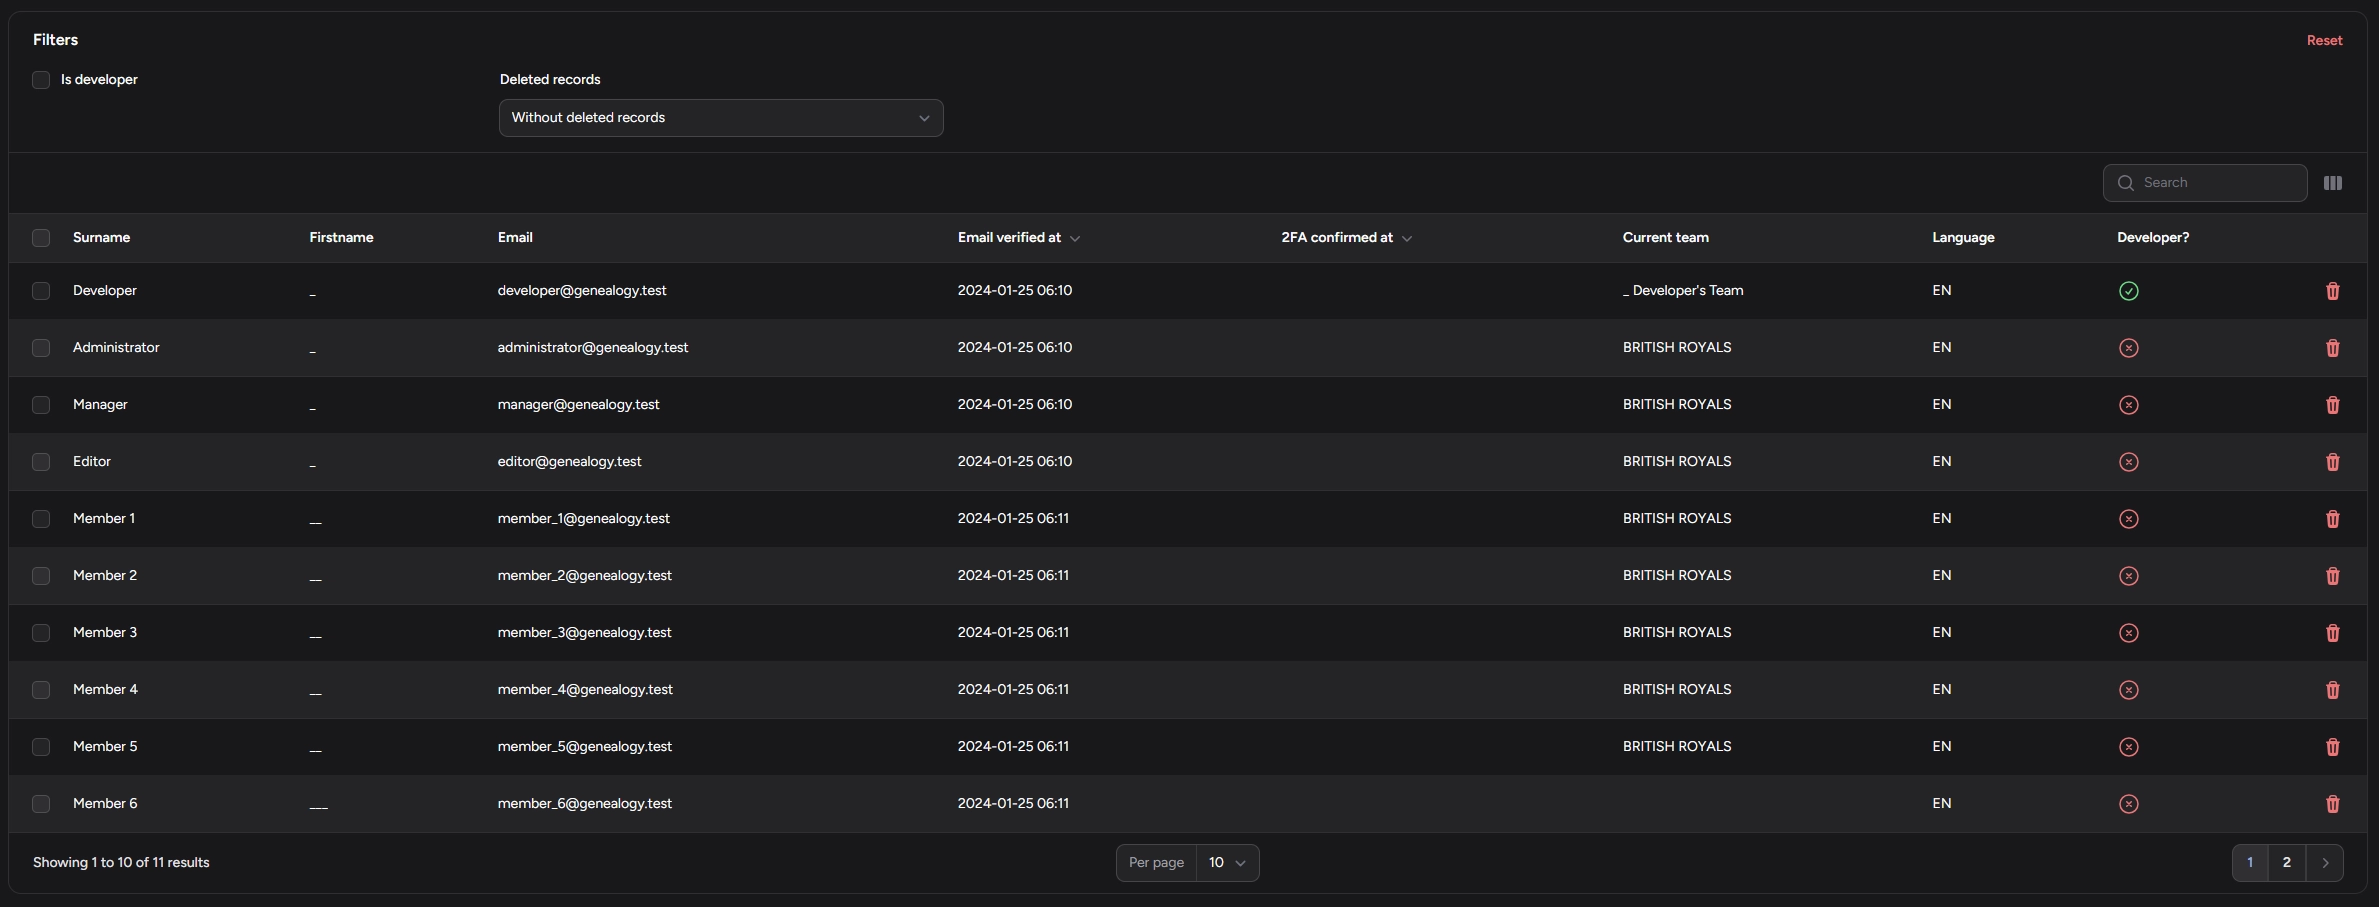 Filters
Reset
Is developer
Deleted records
Without deleted records
Search
Surname Firstname Email Email verified at 2FA confirmed at Current team Language Developer?
Developer _ developer@genealogy.test 2024-01-25 06:10 _ Developer's Team EN
Administrator _ administrator@genealogy.test 2024-01-25 06:10 BRITISH ROYALS EN
Manager _ manager@genealogy.test 2024-01-25 06:10 BRITISH ROYALS EN
Editor _ editor@genealogy.test 2024-01-25 06:10 BRITISH ROYALS EN
Member 1 __ member_1@genealogy.test 2024-01-25 06:11 BRITISH ROYALS EN
Member 2 __ member_2@genealogy.test 2024-01-25 06:11 BRITISH ROYALS EN
Member 3 __ member_3@genealogy.test 2024-01-25 06:11 BRITISH ROYALS EN
Member 4 __ member_4@genealogy.test 2024-01-25 06:11 BRITISH ROYALS EN
Member 5 __ member_5@genealogy.test 2024-01-25 06:11 BRITISH ROYALS EN
Member 6 ___ member_6@genealogy.test 2024-01-25 06:11 EN
Showing 1 to 10 of 11 results Per page 10 1 2